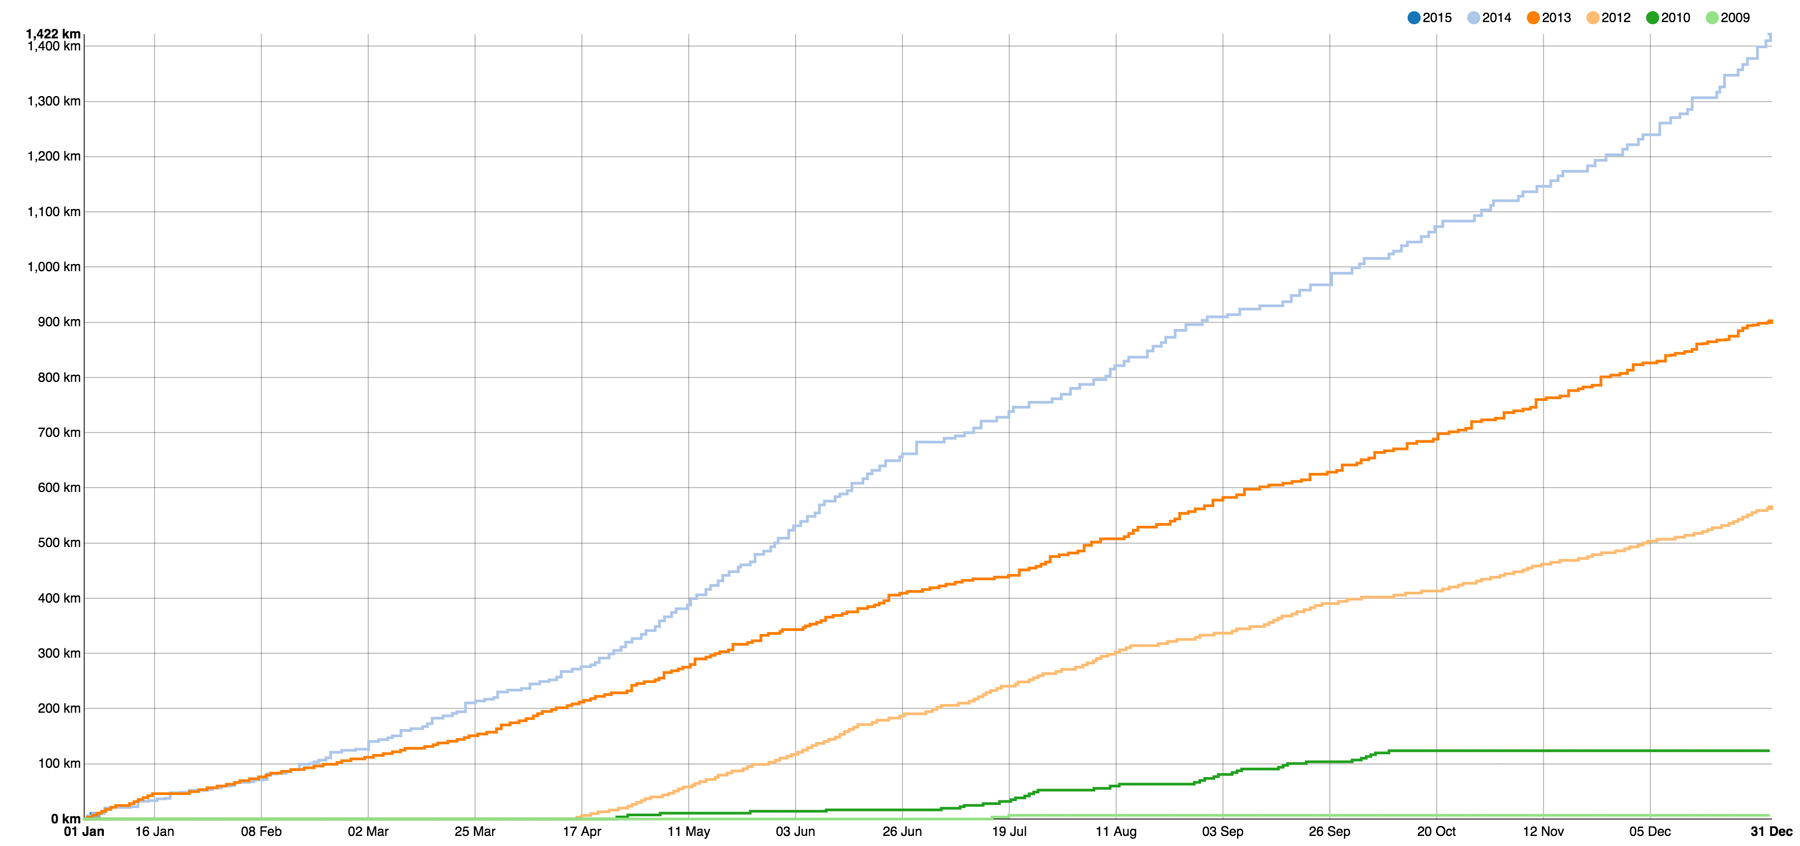 2015 2014 2013 2012 2010 2009
1,422 km
1,400 km
1,300 km
1,200 km
1,100 km
1,000 km
900 km
800 km
700 km
600 km
500 km
400 km
300 km
200 km
100 km
0 km
01 Jan 16 Jan 08 Feb 02 Mar 25 Mar 17 Apr 11 May 03 Jun 26 Jun 19 Jul 11 Aug 03 Sep 26 Sep 20 Oct 12 Nov 05 Dec 31 Dec